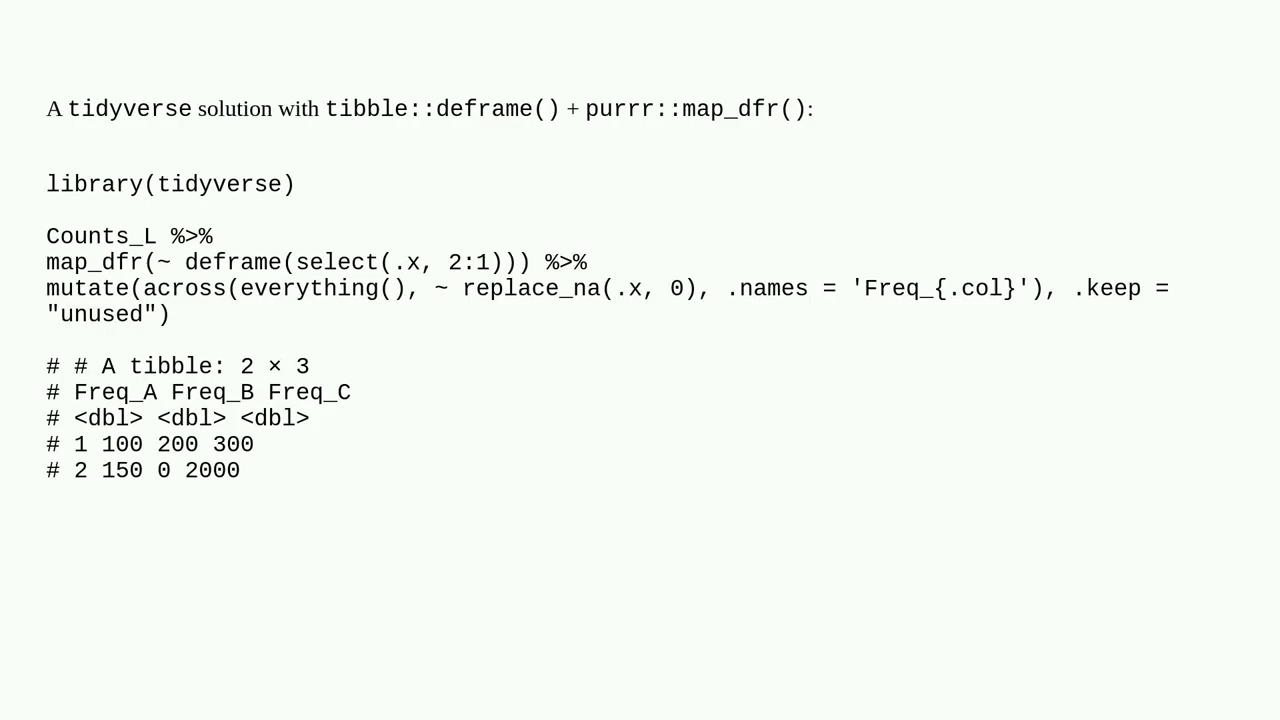 A tidyverse solution with tibble::deframe() + purrr::map_dfr():
library(tidyverse)
Counts_L %>%
map_dfr(~ deframe(select(.x, 2:1))) %>%
mutate(across(everything(), ~ replace_na(.x, 0), .names = 'Freq_{.col}'), .keep =
"unused")
# # A tibble: 2 × 3
# Freq_A Freq_B Freq_C
# <dbl> <dbl> <dbl>
# 1 100 200 300
# 2 150 0 2000